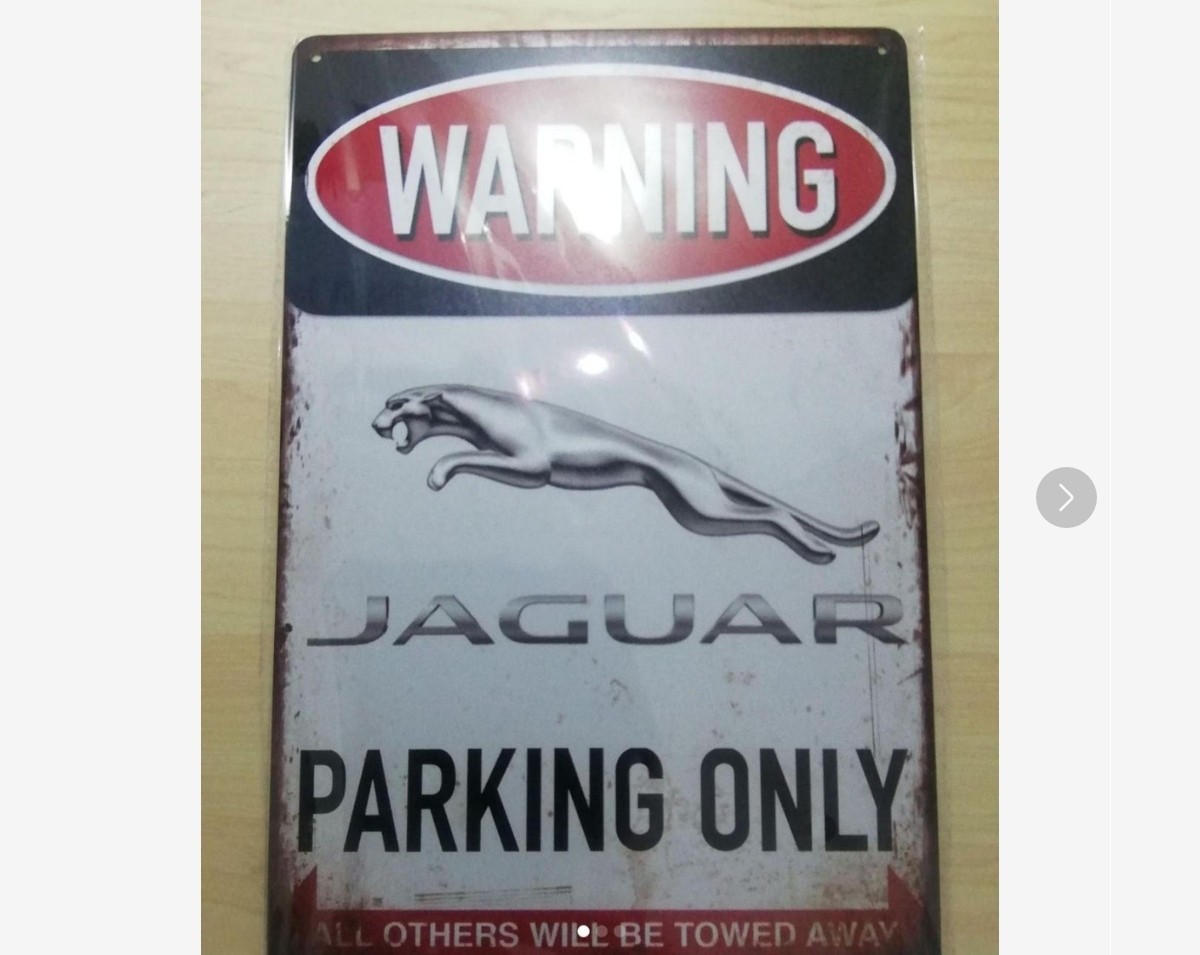 WARNING
JAGUAR
PARKING ONLY
ALL OTHERS WILL BE TOWED AWAY